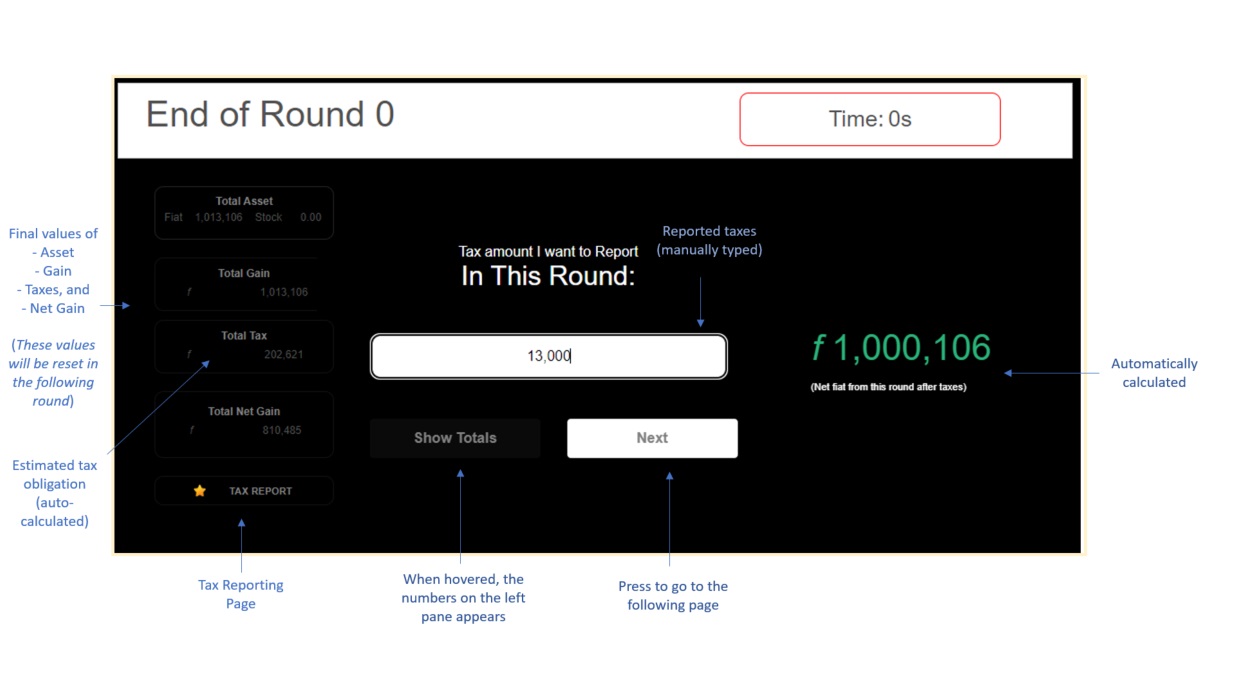 End of Round 0
Time: 0s
Total Asset
Fiat 1,013,106 Stock 0.00
Total Gain
f 1,013,106
Total Tax
f 202,621
Total Net Gain
f 810,485
TAX REPORT
Tax amount I want to Report
In This Round:
13,000
Show Totals
Next
f 1,000,106
(Net fiat from this round after taxes)
Final values of
- Asset
- Gain
- Taxes, and
- Net Gain
(These values
will be reset in
the following
round)
Estimated tax
obligation
(auto-
calculated)
Tax Reporting
Page
When hovered, the
numbers on the left
pane appears
Press to go to the
following page
Reported taxes
(manually typed)
Automatically
calculated